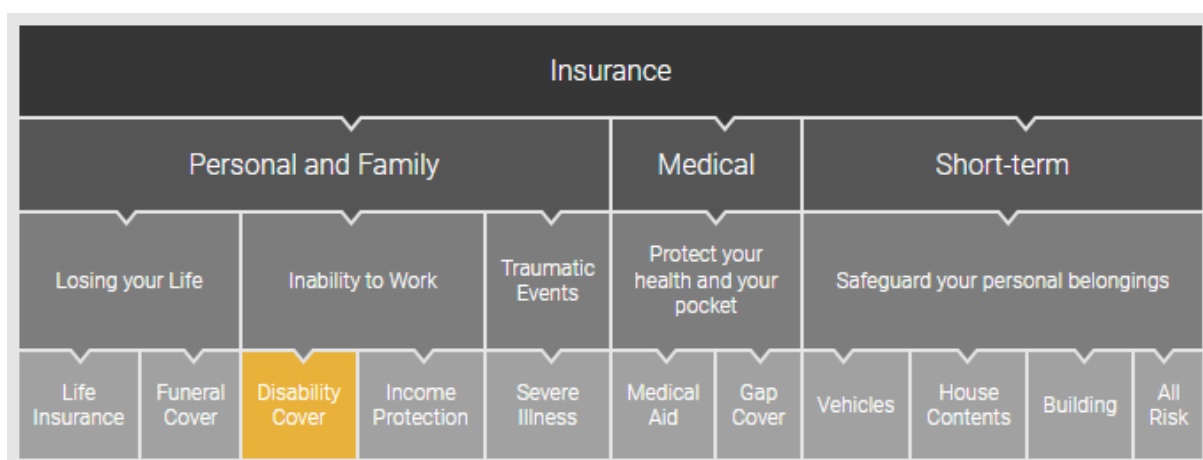 Insurance
Personal and Family
Medical
Short-term
Losing your Life
Inability to Work
Traumatic
Events
Protect your
health and your
pocket
Safeguard your personal belongings
Life
Insurance
Funeral
Cover
Disability
Cover
Income
Protection
Severe
Illness
Medical
Aid
Gap
Cover
Vehicles
House
Contents
Building
All
Risk